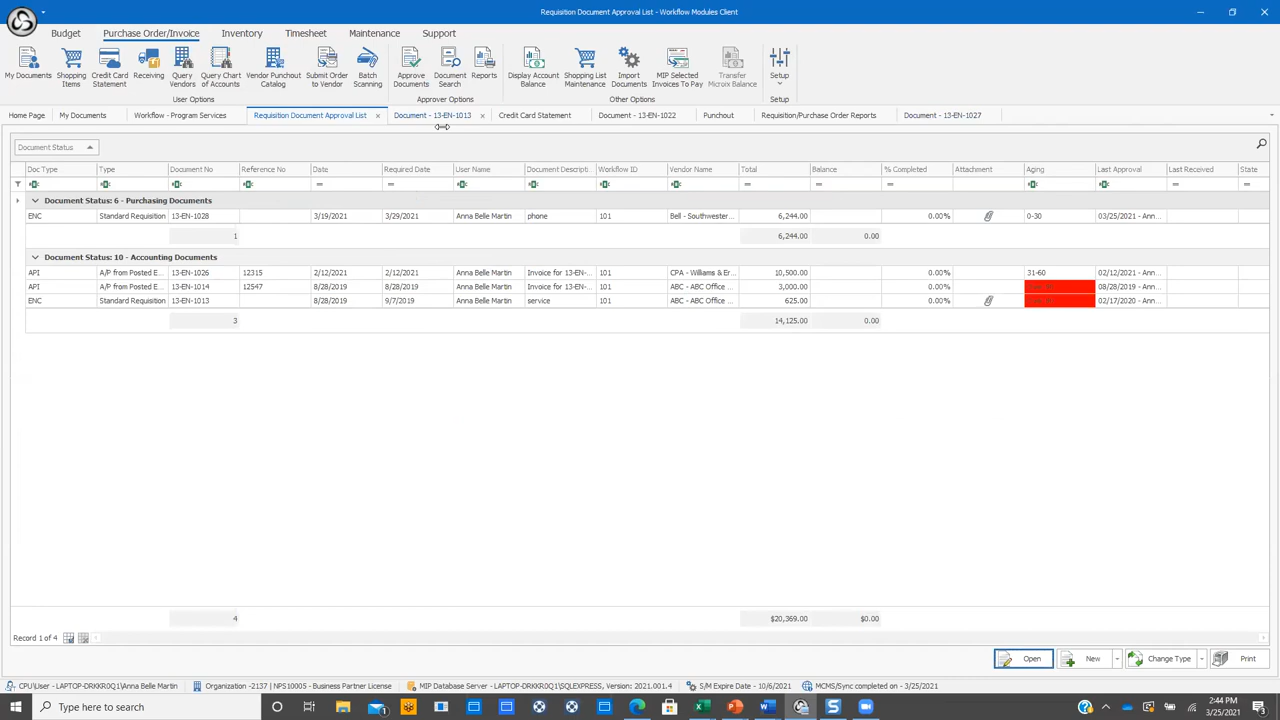 Requisition Document Approval List - Workflow Modules Client
Budget Purchase Order/Invoice Inventory Timesheet Maintenance Support
My Documents Shopping Items Credit Card Statement Receiving Query Vendors Query Chart of Accounts Vendor Punchout Catalog Submit Order to Vendor Batch Scanning Approve Documents Document Search Reports Display Account Balance Shopping List Maintenance Import Documents MIP Selected Invoices To Pay Transfer Microix Balance Setup
User Options Approver Options Other Options Setup
Home Page My Documents Workflow - Program Services Requisition Document Approval List Document - 13-EN-1013 Credit Card Statement Document - 13-EN-1022 Punchout Requisition/Purchase Order Reports Document - 13-EN-1027
Document Status
Doc Type Type Document No Reference No Date Required Date User Name Document Descripti Workflow ID Vendor Name Total Balance % Completed Attachment Aging Last Approval Last Received State
Document Status: 6 - Purchasing Documents
ENC Standard Requisition 13-EN-1028 3/19/2021 3/29/2021 Anna Belle Martin phone 101 Bell - Southwester... 6,244.00 0.00% 0-30 03/25/2021 - Ann...
1 6,244.00 0.00
Document Status: 10 - Accounting Documents
API A/P from Posted E... 13-EN-1026 12315 2/12/2021 2/12/2021 Anna Belle Martin Invoice for 13-EN-... 101 CPA - Williams & Er... 10,500.00 0.00% 31-60 02/12/2021 - Ann...
API A/P from Posted E... 13-EN-1014 12547 8/28/2019 8/28/2019 Anna Belle Martin Invoice for 13-EN-... 101 ABC - ABC Office ... 3,000.00 0.00% 08/28/2019 - Ann...
ENC Standard Requisition 13-EN-1013 8/28/2019 9/7/2019 Anna Belle Martin service 101 ABC - ABC Office ... 625.00 0.00% 02/17/2020 - Ann...
3 14,125.00 0.00
4 $20,369.00 $0.00
Record 1 of 4
Open New Change Type Print
CPU\User - LAPTOP-DRKKR0Q1\Anna Belle Martin Organization -2137 | NPS10005 - Business Partner License MIP Database Server - LAPTOP-DRKKR0Q1\SQLEXPRESS, Version: 2021.001.4 S/M Expire Date - 10/6/2021 MCMS/Sync completed on - 3/25/2021
Type here to search
2:44 PM
3/25/2021